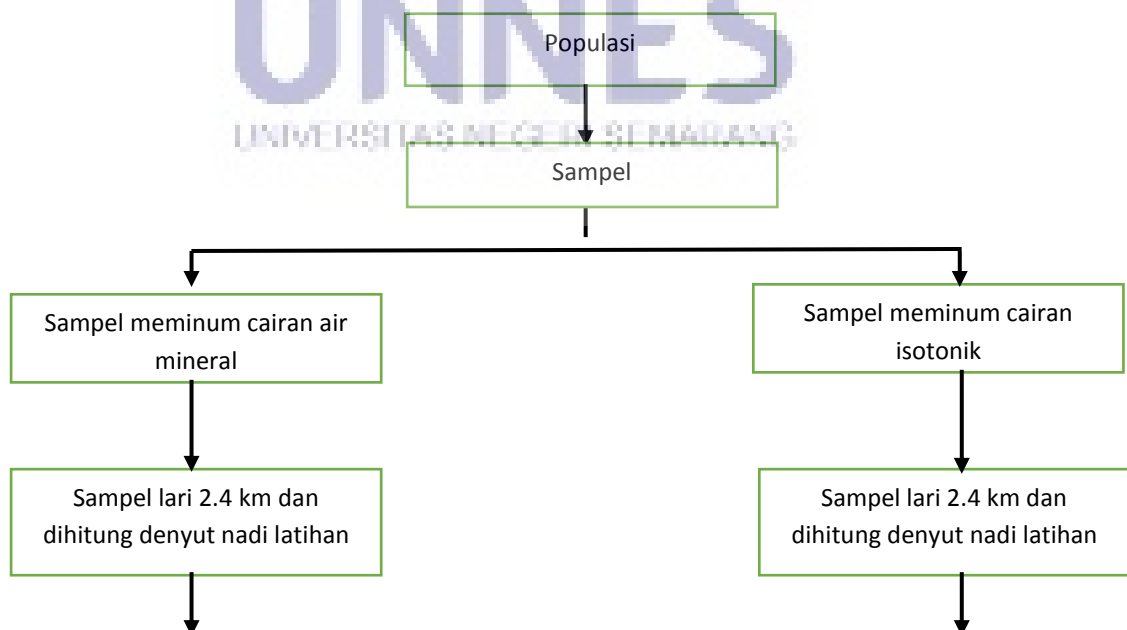 UNNES
Populasi
UNIVERSITAS NEGERI SEMARANG
Sampel
Sampel meminum cairan air
mineral
Sampel meminum cairan
isotonik
Sampel lari 2.4 km dan
dihitung denyut nadi latihan
Sampel lari 2.4 km dan
dihitung denyut nadi latihan